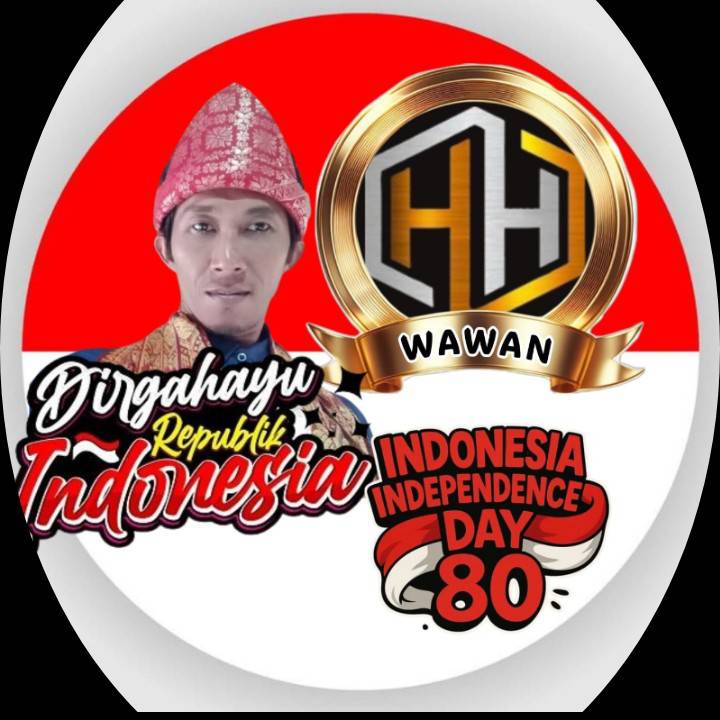 HH
WAWAN
Dirgahayu
Republik
Indonesia
INDONESIA
INDEPENDENCE
DAY
80